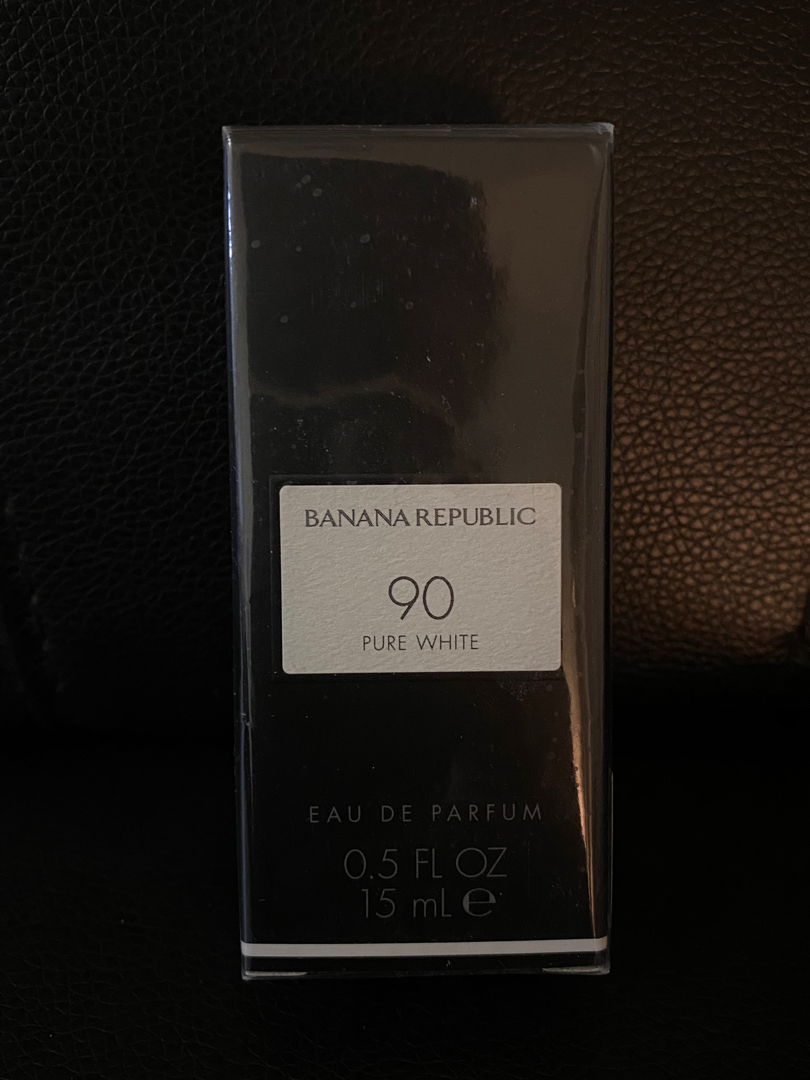 BANANA REPUBLIC
90
PURE WHITE
EAU DE PARFUM
0.5 FL OZ
15 mL ℮